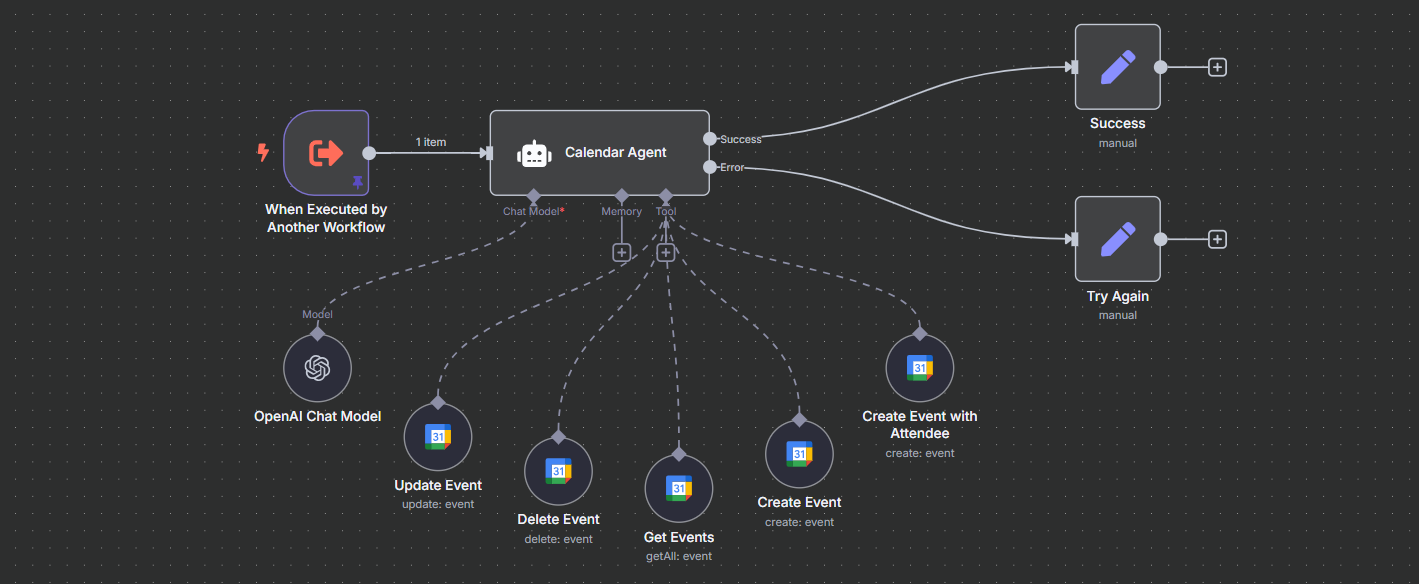 Success
manual
1 item
Calendar Agent
Success
Error
When Executed by
Another Workflow
Chat Model*
Memory
Tool
Try Again
manual
Model
OpenAI Chat Model
31
Update Event
update: event
31
Delete Event
delete: event
31
Get Events
getAll: event
31
Create Event
create: event
31
Create Event with
Attendee
create: event